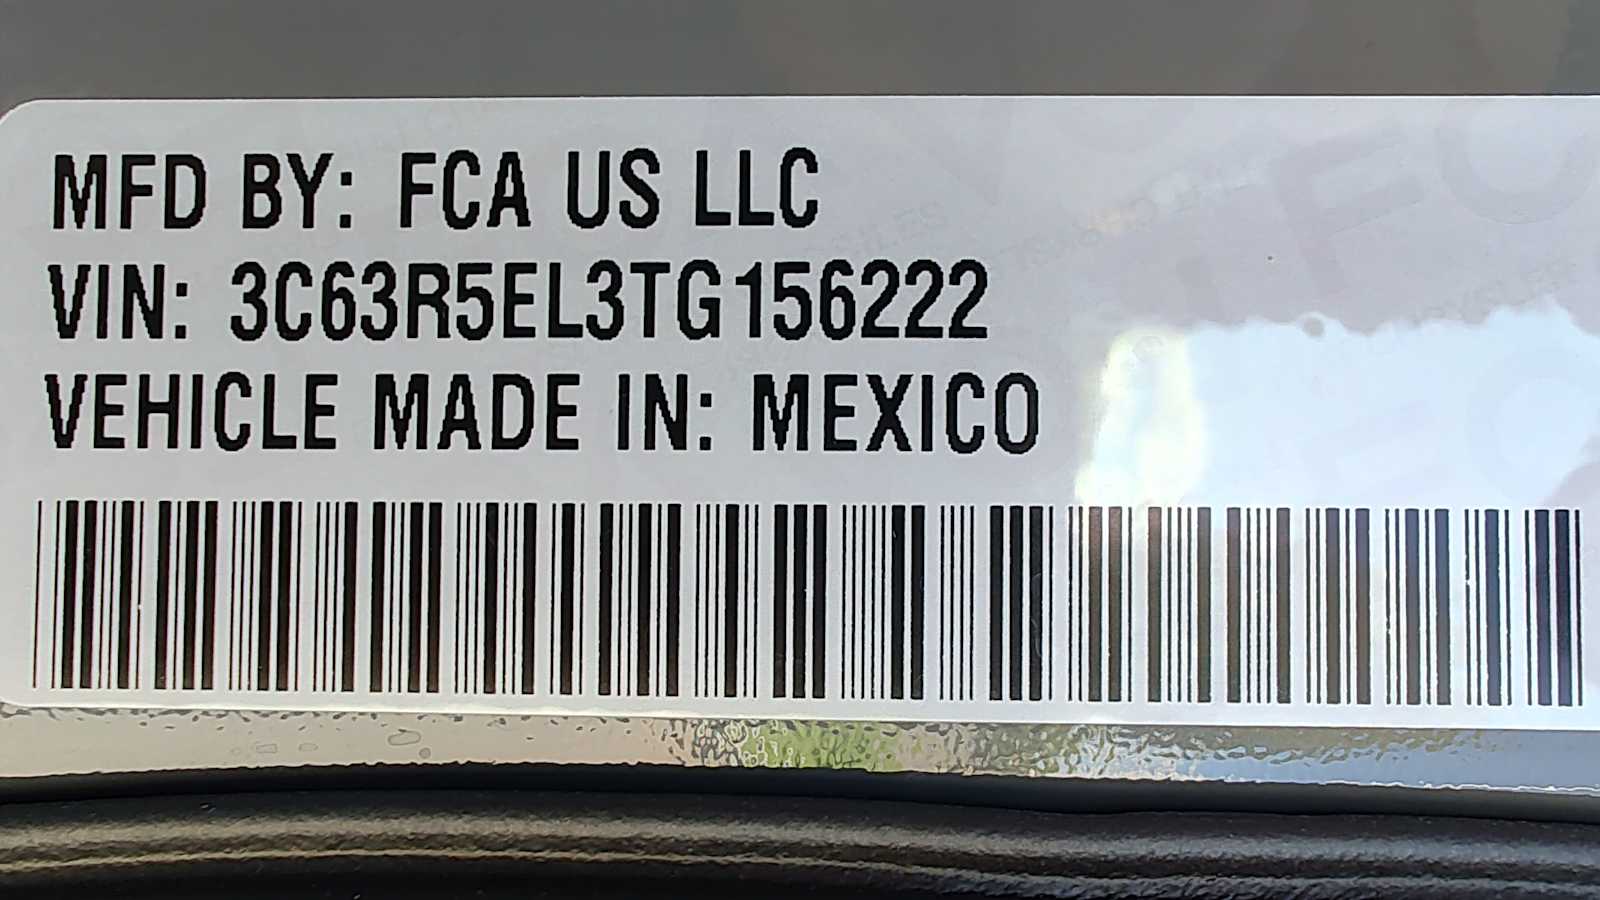 MFD BY: FCA US LLC
VIN: 3C63R5EL3TG156222
VEHICLE MADE IN: MEXICO